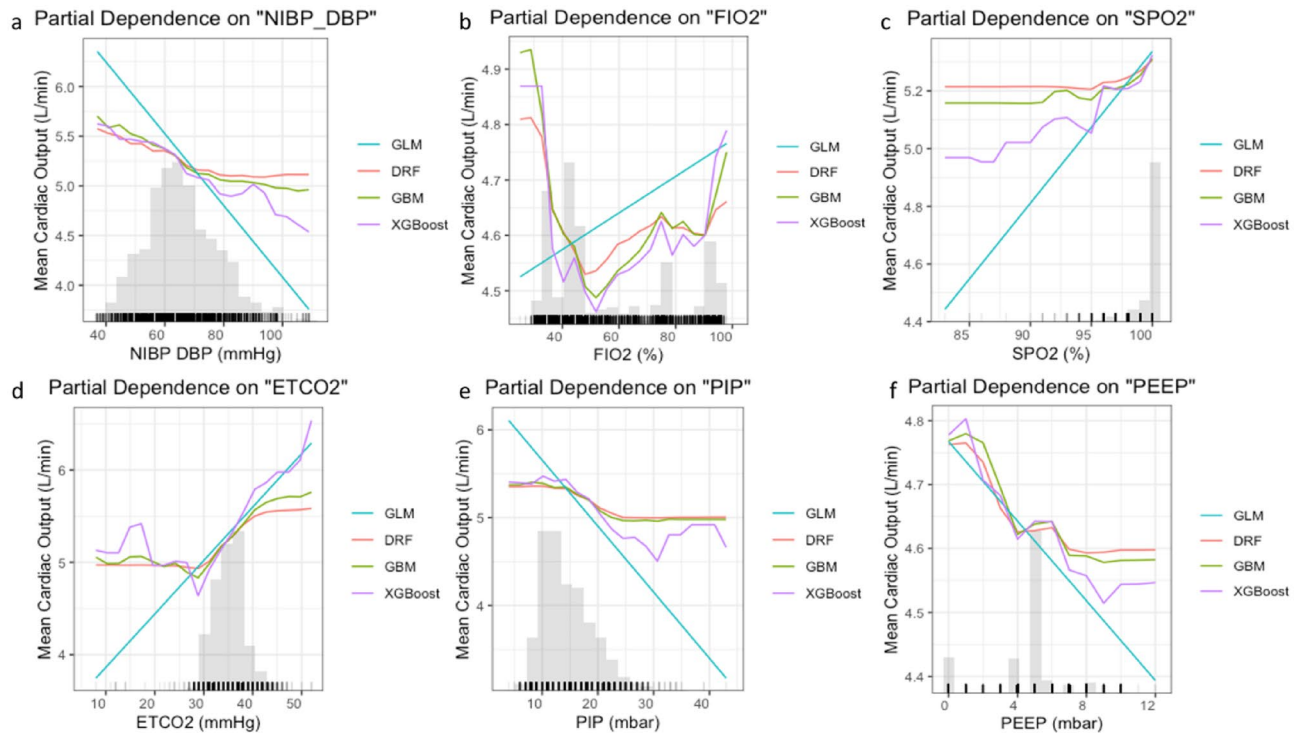 a Partial Dependence on "NIBP_DBP"
Mean Cardiac Output (L/min)
6.0
5.5
5.0
4.5
4.0
40 60 80 100
NIBP DBP (mmHg)
GLM
DRF
GBM
XGBoost
b Partial Dependence on "FIO2"
Mean Cardiac Output (L/min)
4.9
4.8
4.7
4.6
4.5
40 60 80 100
FIO2 (%)
GLM
DRF
GBM
XGBoost
c Partial Dependence on "SPO2"
Mean Cardiac Output (L/min)
5.2
5.0
4.8
4.6
4.4
85 90 95 100
SPO2 (%)
GLM
DRF
GBM
XGBoost
d Partial Dependence on "ETCO2"
Mean Cardiac Output (L/min)
6
5
4
10 20 30 40 50
ETCO2 (mmHg)
GLM
DRF
GBM
XGBoost
e Partial Dependence on "PIP"
Mean Cardiac Output (L/min)
6
5
4
10 20 30 40
PIP (mbar)
GLM
DRF
GBM
XGBoost
f Partial Dependence on "PEEP"
Mean Cardiac Output (L/min)
4.8
4.7
4.6
4.5
4.4
0 4 8 12
PEEP (mbar)
GLM
DRF
GBM
XGBoost